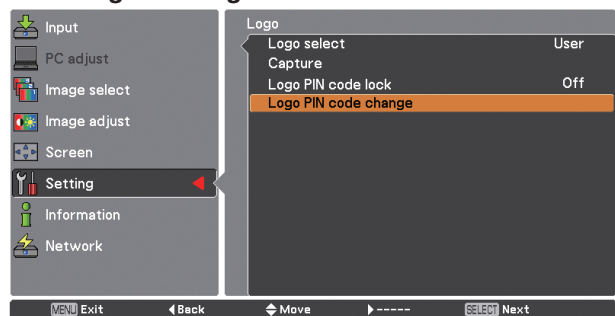 Input
PC adjust
Image select
Image adjust
Screen
Setting
Information
Network
Logo
Logo select User
Capture
Logo PIN code lock Off
Logo PIN code change
MENU Exit Back Move ----- SELECT Next